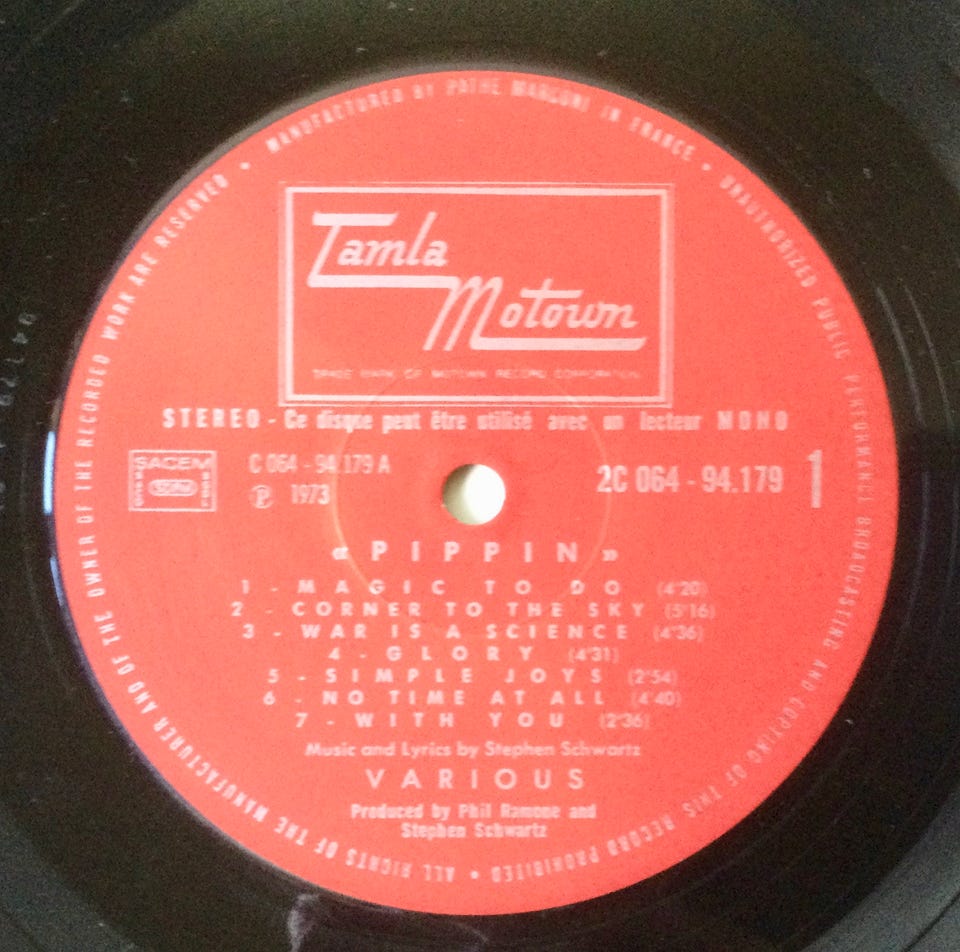 MANUFACTURED BY PATHE MARCONI IN FRANCE • UNAUTHORIZED PUBLIC PERFORMANCE BROADCASTING AND COPYING OF THIS RECORD PROHIBITED • ALL RIGHTS OF THE MANUFACTURER AND OF THE OWNER OF THE RECORDED WORK ARE RESERVED •
Tamla
Motown
TRADE MARK OF MOTOWN RECORD CORPORATION
STEREO - Ce disque peut être utilisé avec un lecteur MONO
SACEM
C 064 - 94.179 A
℗ 1973
2C 064 - 94.179
1
« PIPPIN »
1 - MAGIC TO DO (4'20)
2 - CORNER TO THE SKY (5'16)
3 - WAR IS A SCIENCE (4'36)
4 - GLORY (4'31)
5 - SIMPLE JOYS (2'54)
6 - NO TIME AT ALL (4'40)
7 - WITH YOU (2'36)
Music and Lyrics by Stephen Schwartz
VARIOUS
Produced by Phil Ramone and
Stephen Schwartz